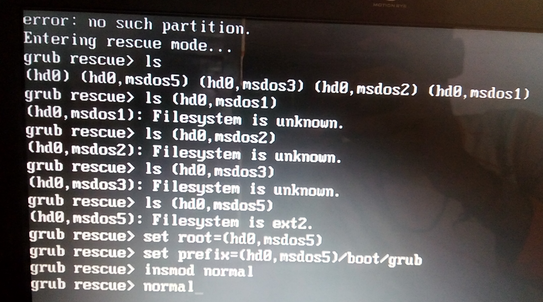 error: no such partition.
Entering rescue mode...
grub rescue> ls
(hd0) (hd0,msdos5) (hd0,msdos3) (hd0,msdos2) (hd0,msdos1)
grub rescue> ls (hd0,msdos1)
(hd0,msdos1): Filesystem is unknown.
grub rescue> ls (hd0,msdos2)
(hd0,msdos2): Filesystem is unknown.
grub rescue> ls (hd0,msdos3)
(hd0,msdos3): Filesystem is unknown.
grub rescue> ls (hd0,msdos5)
(hd0,msdos5): Filesystem is ext2.
grub rescue> set root=(hd0,msdos5)
grub rescue> set prefix=(hd0,msdos5)/boot/grub
grub rescue> insmod normal
grub rescue> normal_